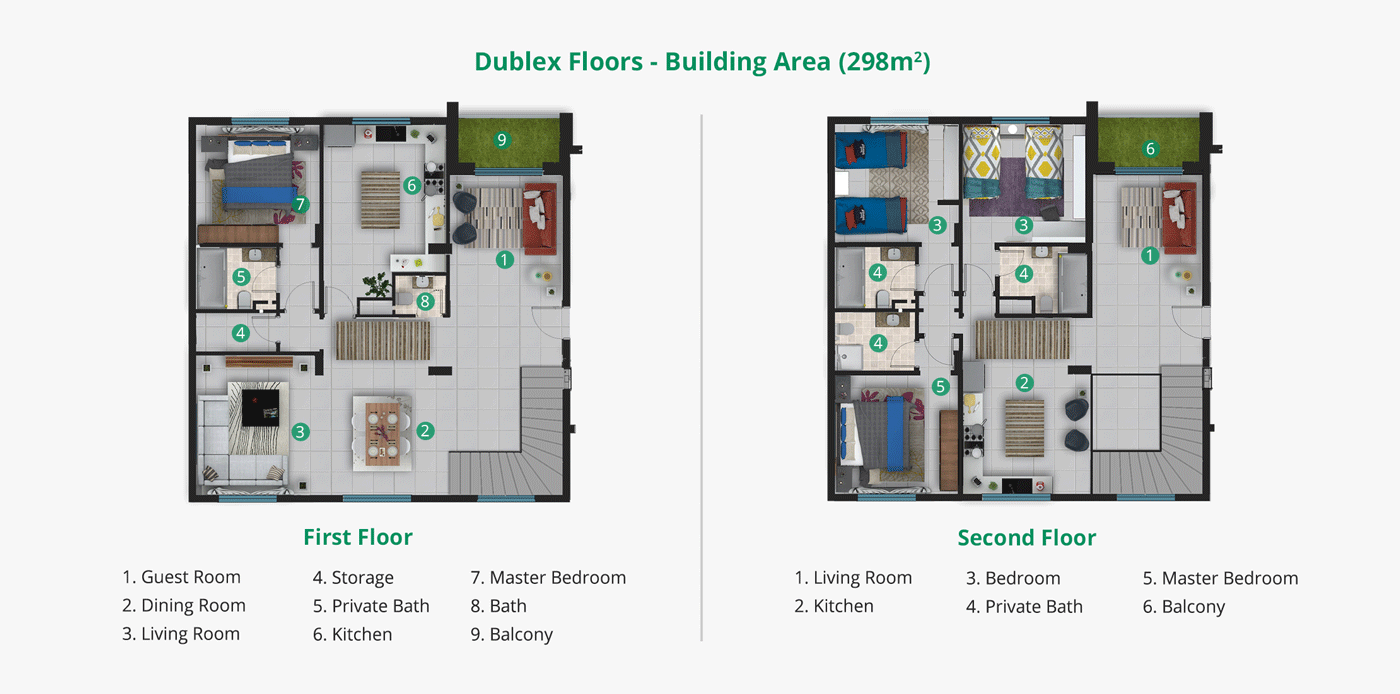 Dublex Floors - Building Area (298m²)
9
7
6
1
5
8
4
3
2
6
3
3
1
4
4
4
5
2
First Floor
1. Guest Room
2. Dining Room
3. Living Room
4. Storage
5. Private Bath
6. Kitchen
7. Master Bedroom
8. Bath
9. Balcony
Second Floor
1. Living Room
2. Kitchen
3. Bedroom
4. Private Bath
5. Master Bedroom
6. Balcony